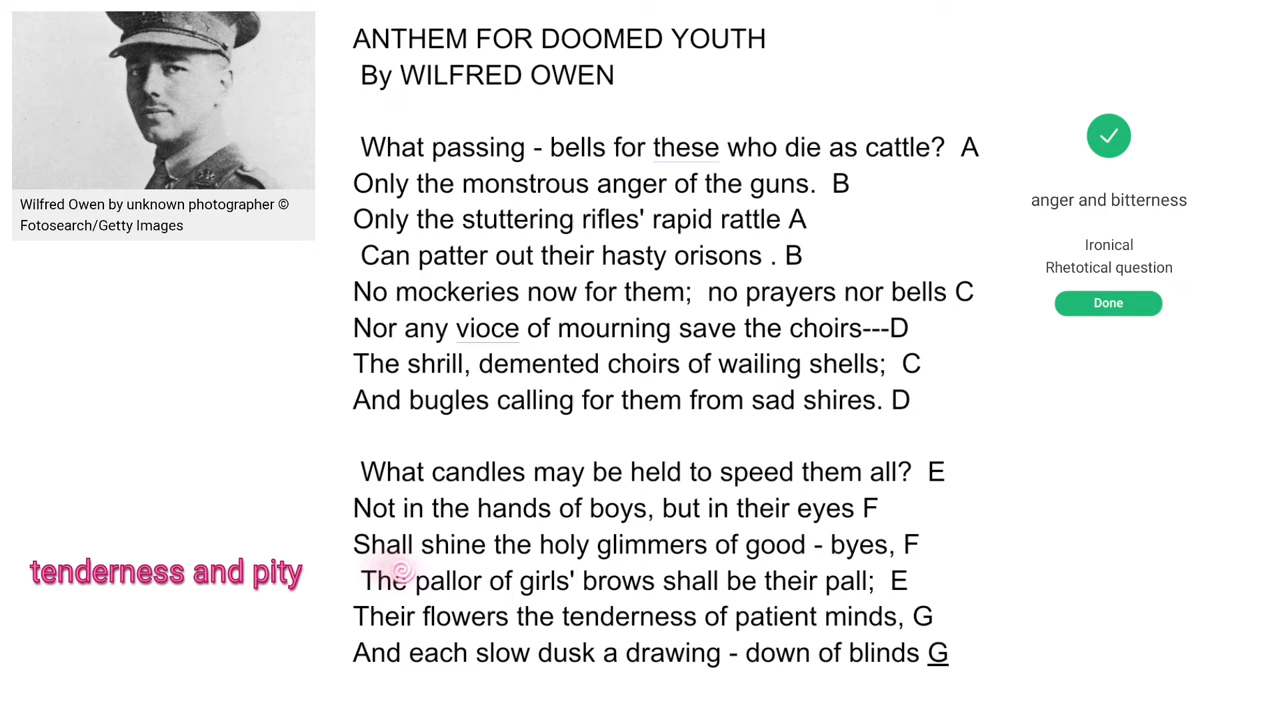 Wilfred Owen by unknown photographer ©
Fotosearch/Getty Images
ANTHEM FOR DOOMED YOUTH
By WILFRED OWEN
What passing - bells for these who die as cattle? A
Only the monstrous anger of the guns. B
Only the stuttering rifles' rapid rattle A
Can patter out their hasty orisons . B
No mockeries now for them; no prayers nor bells C
Nor any vioce of mourning save the choirs---D
The shrill, demented choirs of wailing shells; C
And bugles calling for them from sad shires. D
What candles may be held to speed them all? E
Not in the hands of boys, but in their eyes F
Shall shine the holy glimmers of good - byes, F
The pallor of girls' brows shall be their pall; E
Their flowers the tenderness of patient minds, G
And each slow dusk a drawing - down of blinds G
anger and bitterness
Ironical
Rhetotical question
Done
tenderness and pity